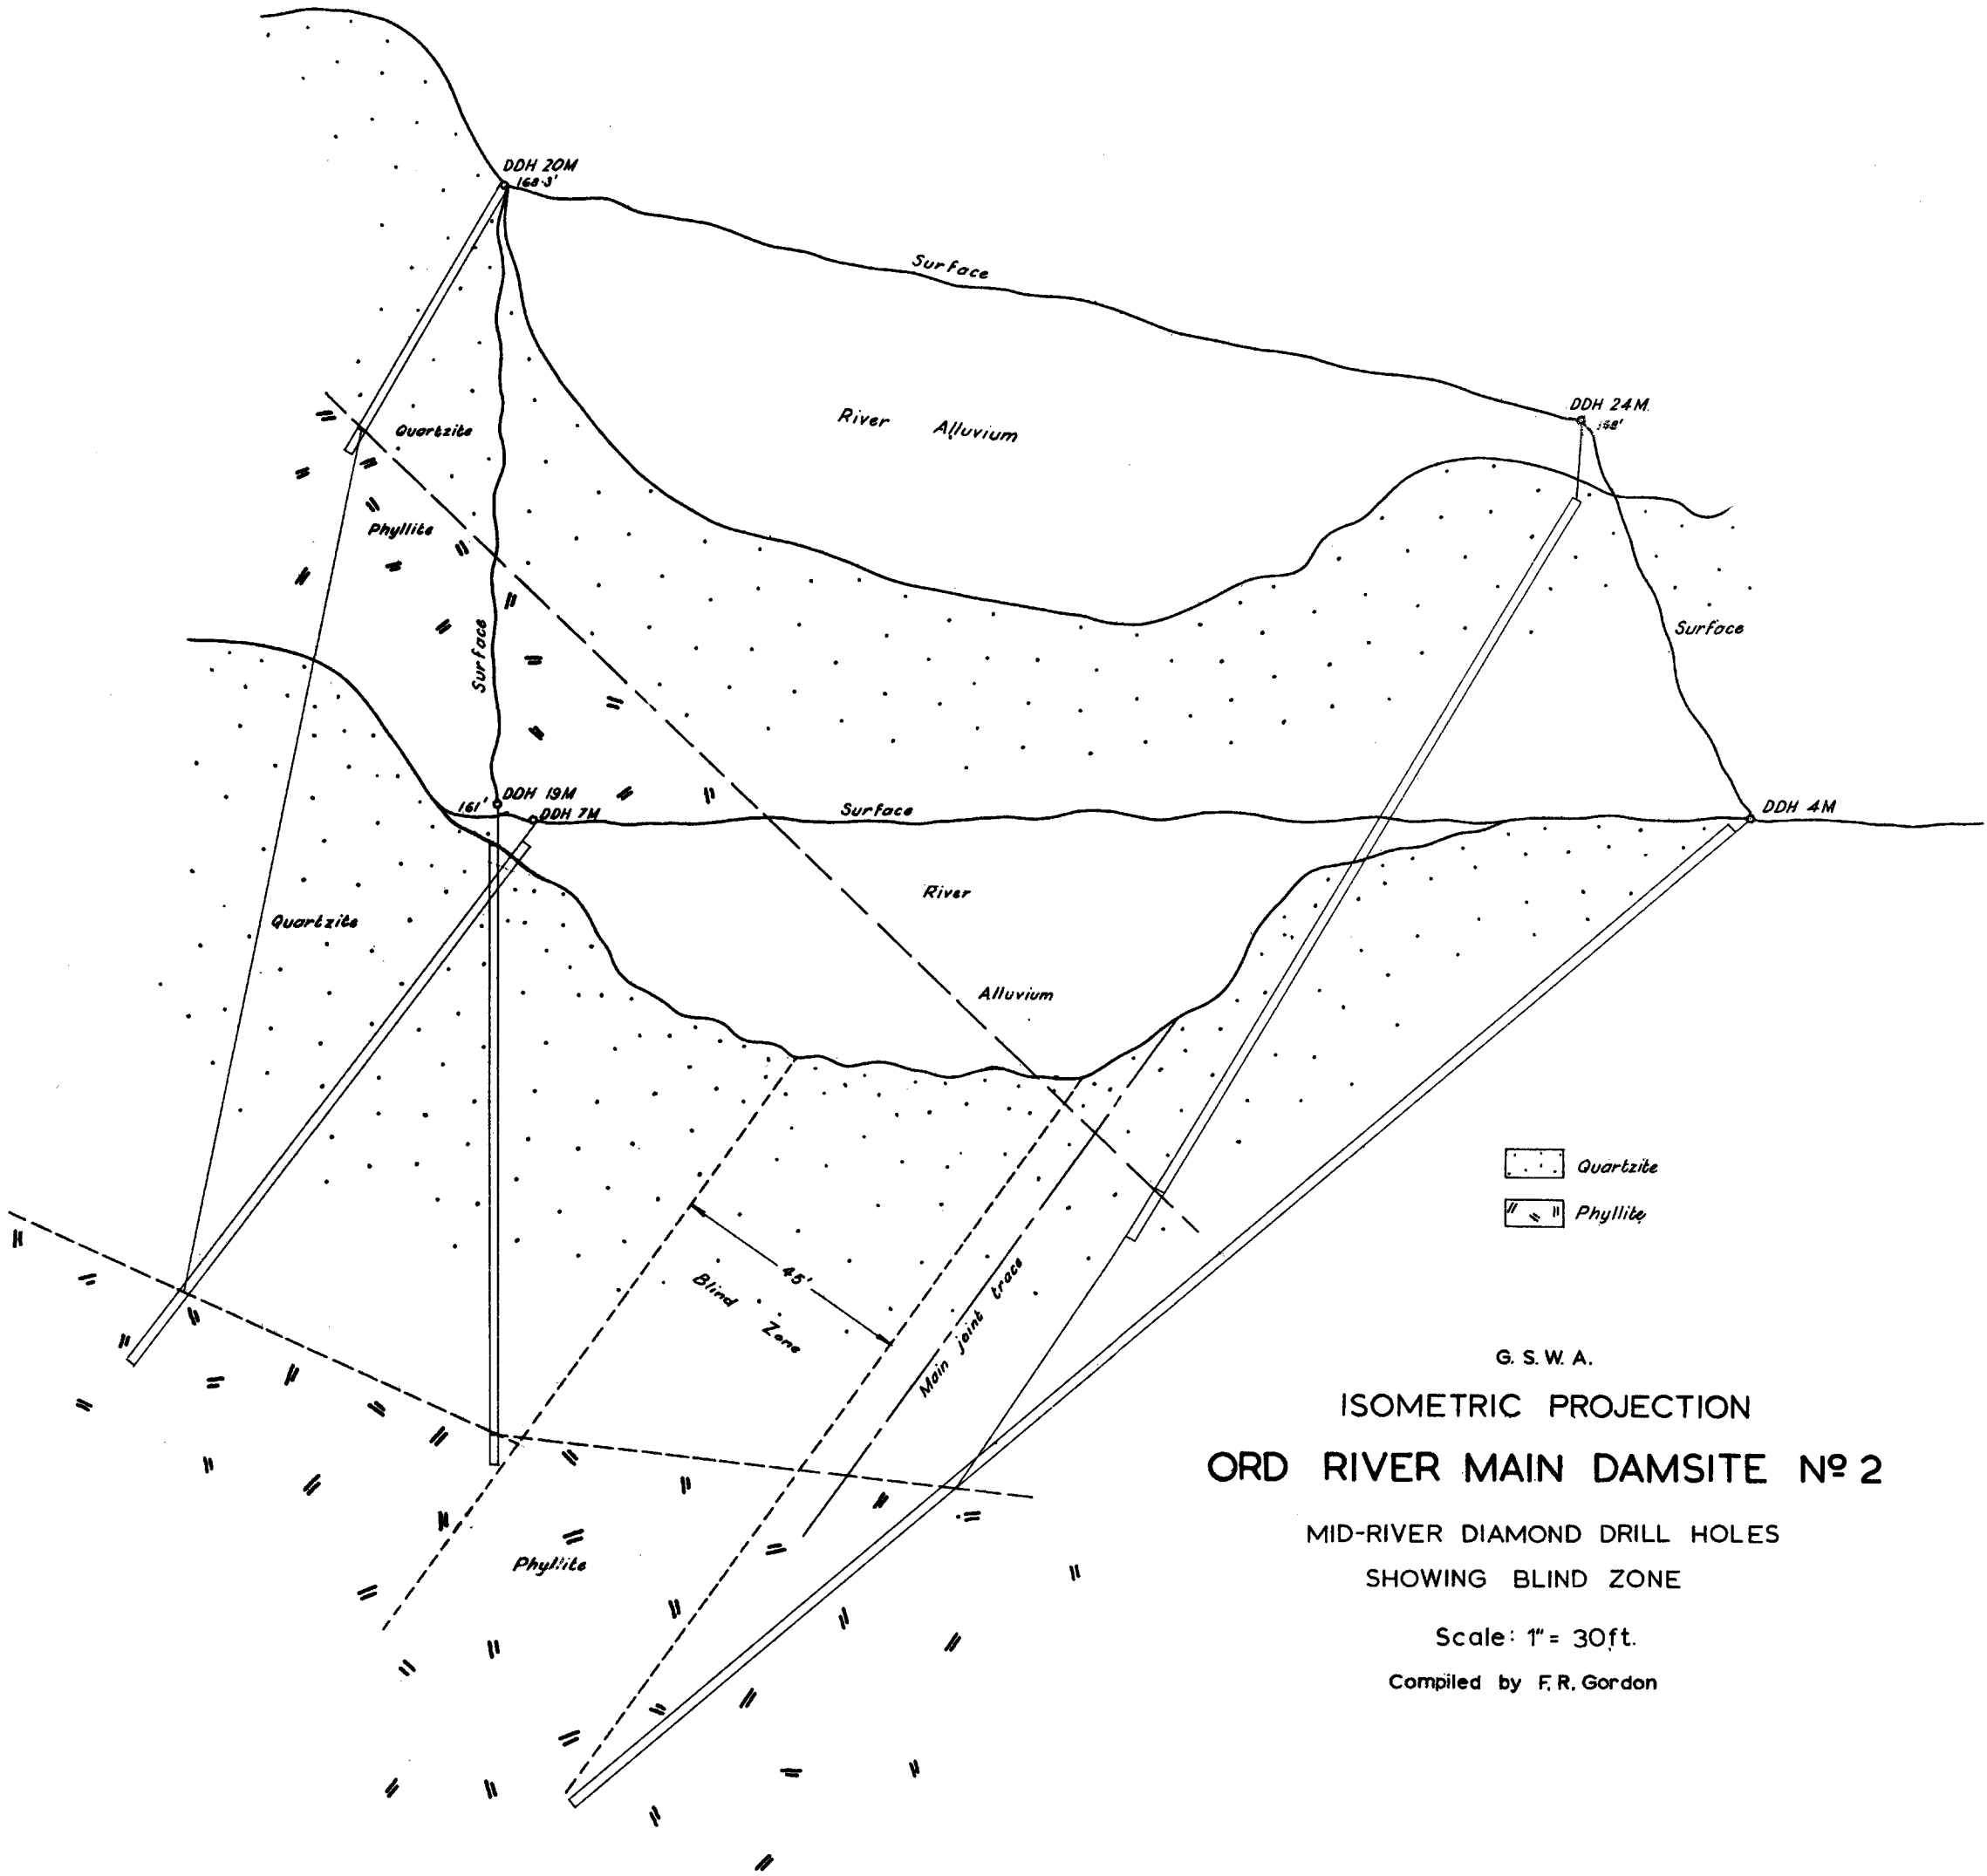 DDH 20M
168·3'
Surface
DDH 24M.
River Alluvium
Quartzite
Phyllite
Surface
Surface
161'
DDH 19M
DDH 7M
Surface
DDH 4M
River
Quartzite
Alluvium
Quartzite
Phyllite
45'
Blind Zone
Main joint trace
Phyllite
G. S. W. A.
ISOMETRIC PROJECTION
ORD RIVER MAIN DAMSITE Nº 2
MID-RIVER DIAMOND DRILL HOLES
SHOWING BLIND ZONE
Scale: 1" = 30ft.
Compiled by F. R. Gordon